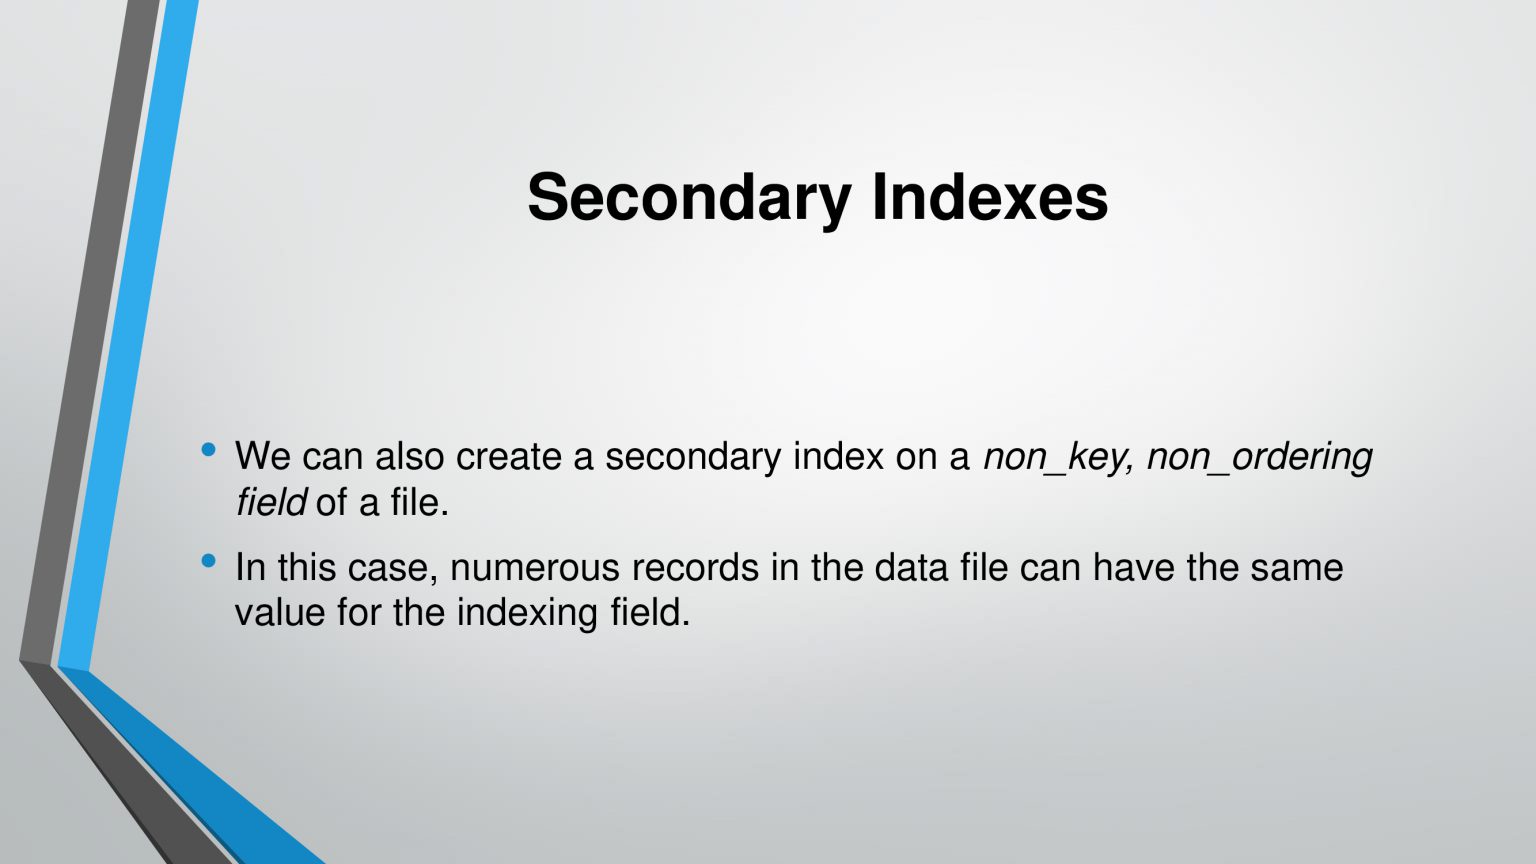 Secondary Indexes
• We can also create a secondary index on a non_key, non_ordering
field of a file.
• In this case, numerous records in the data file can have the same
value for the indexing field.